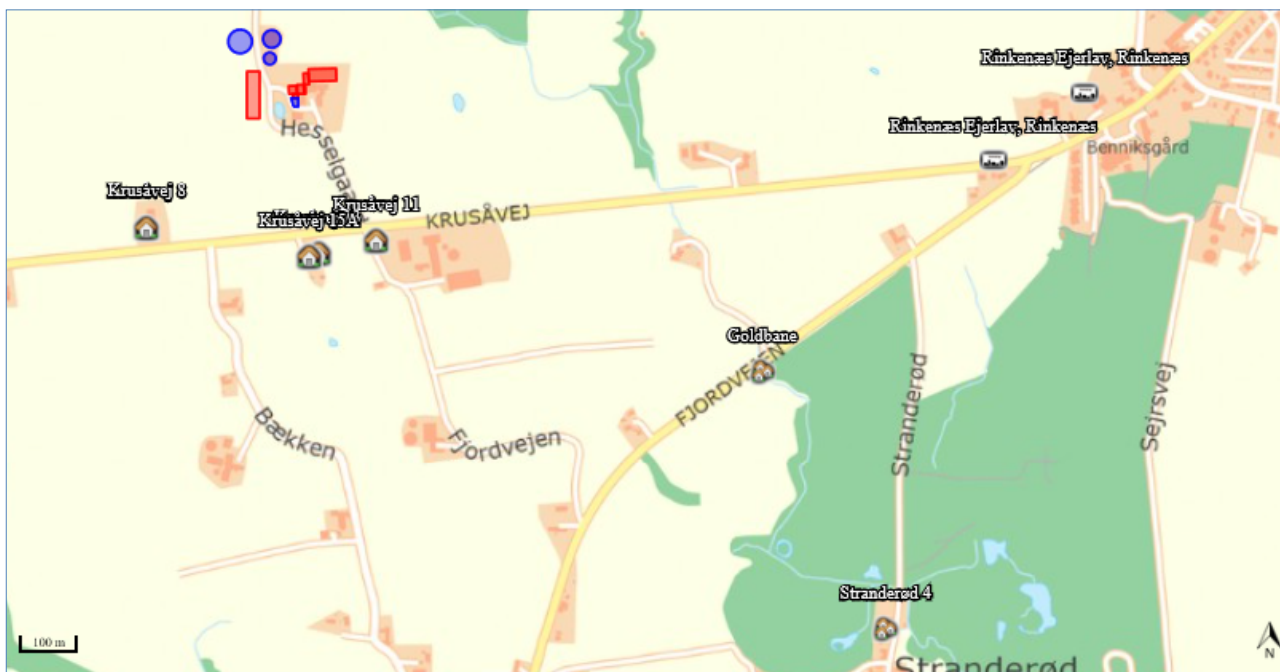 Rinkenæs Ejerlav, Rinkenæs
Rinkenæs Ejerlav, Rinkenæs
Benniksgård
Krusåvej 8
Krusåvej 11
Krusåvej 15A
KRUSÅVEJ
Goldbane
FJORDVEJEN
Stranderød
Sejrsvej
Bækken
Fjordvejen
Stranderød 4
Stranderød
100 m
N